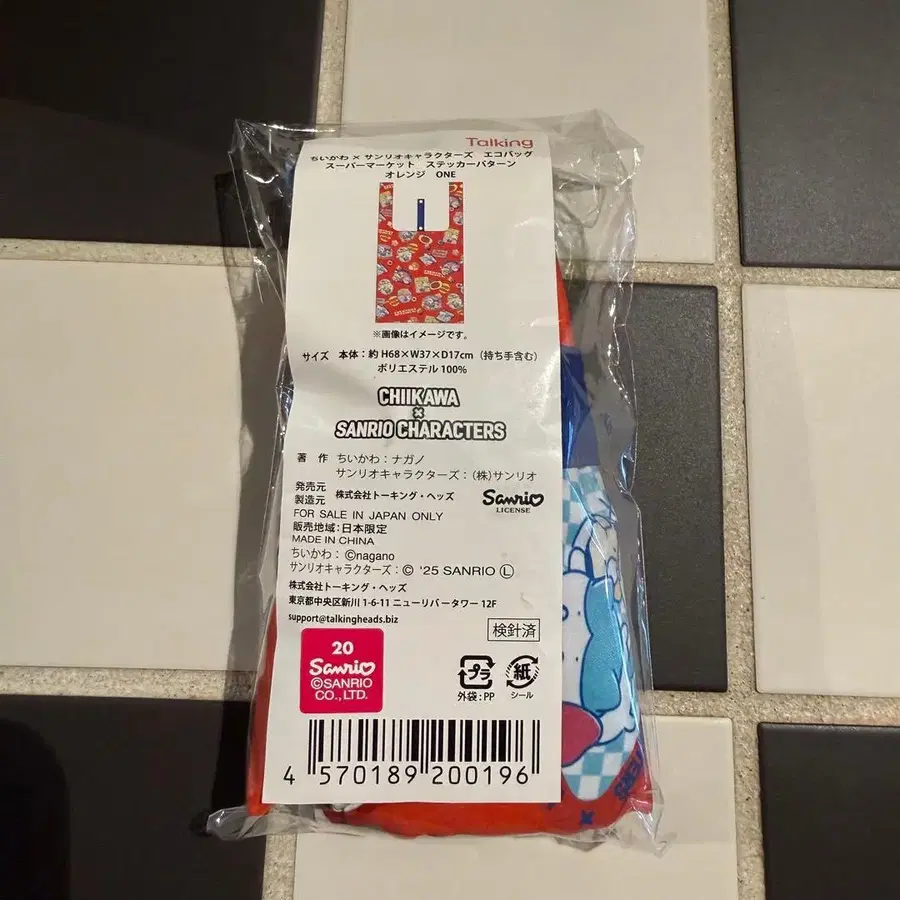 Talking
ちいかわ × サンリオキャラクターズ エコバッグ
スーパーマーケット ステッカーパターン
オレンジ ONE
※画像はイメージです。
サイズ 本体：約 H68×W37×D17cm（持ち手含む）
ポリエステル 100%
CHIIKAWA
×
SANRIO CHARACTERS
著 作 ちいかわ：ナガノ
サンリオキャラクターズ：（株）サンリオ
発売元
製造元 株式会社トーキング・ヘッズ
Sanrio
LICENSE
FOR SALE IN JAPAN ONLY
販売地域：日本限定
MADE IN CHINA
ちいかわ：©nagano
サンリオキャラクターズ：© '25 SANRIO Ⓛ
株式会社トーキング・ヘッズ
東京都中央区新川 1-6-11 ニューリバータワー 12F
support@talkingheads.biz
検針済
20
Sanrio
©SANRIO
CO., LTD.
プラ
外袋：PP
紙
シール
4 570189 200196